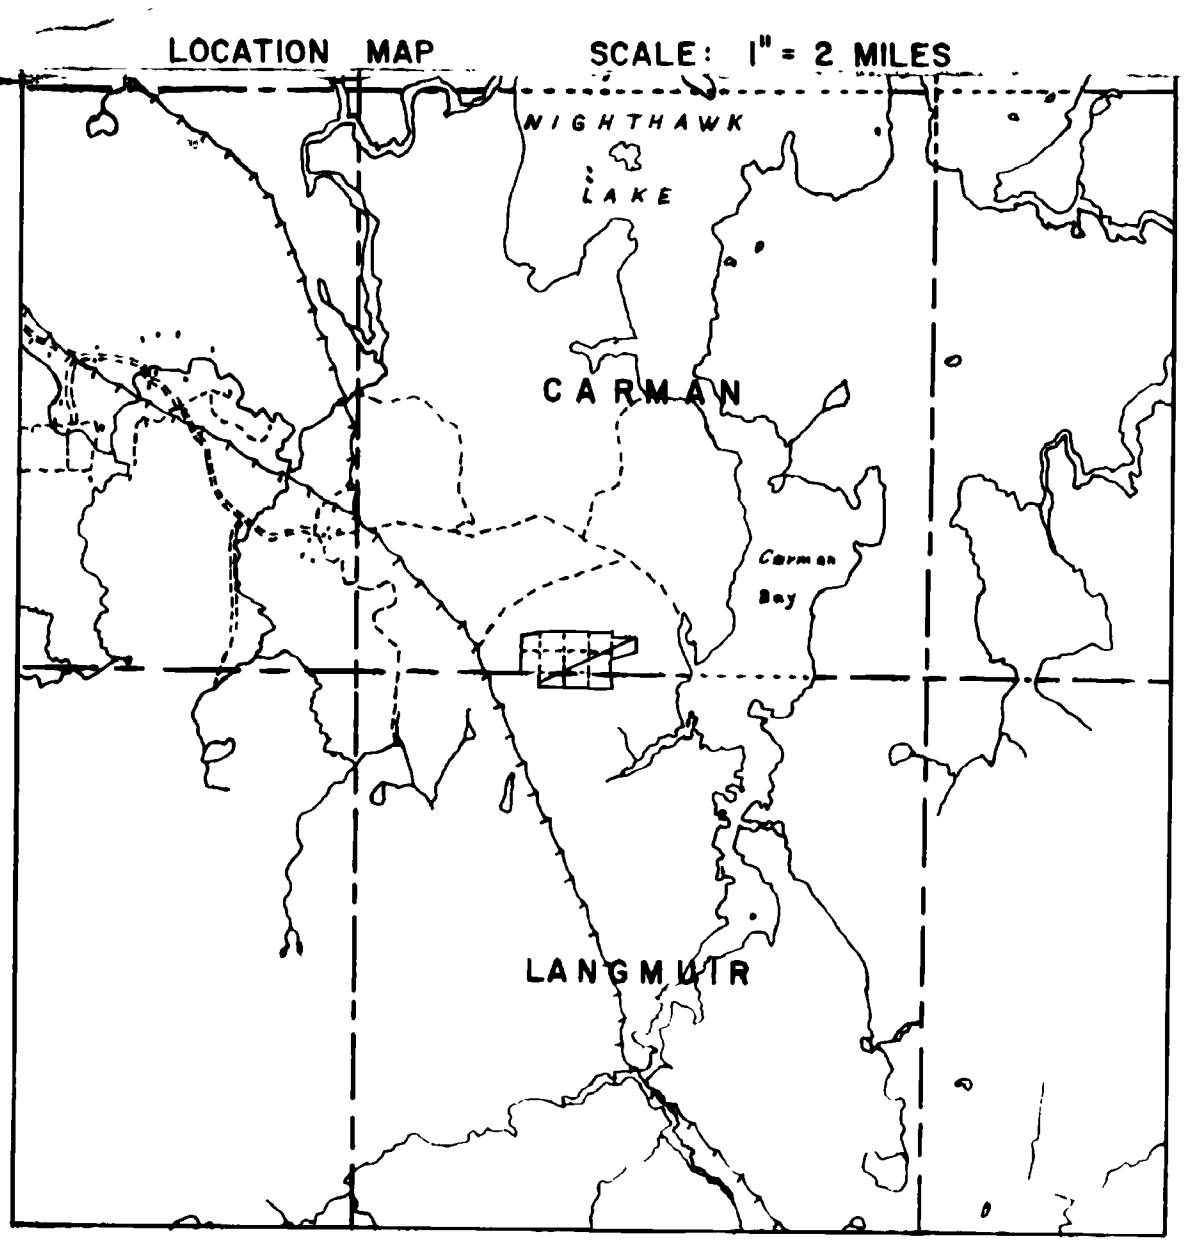 LOCATION MAP SCALE: 1" = 2 MILES
NIGHTHAWK
LAKE
CARMAN
Carman
Bay
LANGMUIR